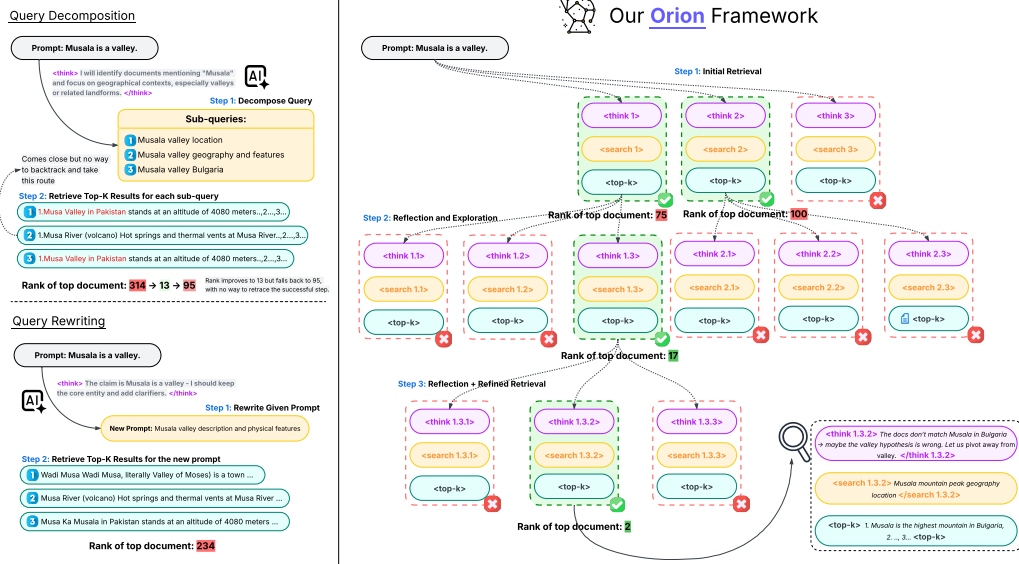 Query Decomposition
Prompt: Musala is a valley.
<think> I will identify documents mentioning "Musala"
and focus on geographical contexts, especially valleys
or related landforms. </think>
AI
Step 1: Decompose Query
Sub-queries:
1 Musala valley location
2 Musala valley geography and features
3 Musala valley Bulgaria
Comes close but no way
to backtrack and take
this route
Step 2: Retrieve Top-K Results for each sub-query
1 1.Musa Valley in Pakistan stands at an altitude of 4080 meters..,2...,3...
2 1.Musa River (volcano) Hot springs and thermal vents at Musa River...,2...,3...
3 1.Musa Valley in Pakistan stands at an altitude of 4080 meters..,2...,3...
Rank of top document: 314 → 13 → 95
Rank improves to 13 but falls back to 95,
with no way to retrace the successful step.
Query Rewriting
Prompt: Musala is a valley.
<think> The claim is Musala is a valley - I should keep
the core entity and add clarifiers. </think>
AI
Step 1: Rewrite Given Prompt
New Prompt: Musala valley description and physical features
Step 2: Retrieve Top-K Results for the new prompt
1 Wadi Musa Wadi Musa, literally Valley of Moses) is a town ...
2 Musa River (volcano) Hot springs and thermal vents at Musa River ...
3 Musa Ka Musala in Pakistan stands at an altitude of 4080 meters ...
Rank of top document: 234
Our Orion Framework
Prompt: Musala is a valley.
Step 1: Initial Retrieval
<think 1> <think 2> <think 3>
<search 1> <search 2> <search 3>
<top-k> <top-k> <top-k>
Step 2: Reflection and Exploration
Rank of top document: 75
Rank of top document: 100
<think 1.1> <think 1.2> <think 1.3> <think 2.1> <think 2.2> <think 2.3>
<search 1.1> <search 1.2> <search 1.3> <search 2.1> <search 2.2> <search 2.3>
<top-k> <top-k> <top-k> <top-k> <top-k> <top-k>
Rank of top document: 17
Step 3: Reflection + Refined Retrieval
<think 1.3.1> <think 1.3.2> <think 1.3.3>
<search 1.3.1> <search 1.3.2> <search 1.3.3>
<top-k> <top-k> <top-k>
Rank of top document: 2
<think 1.3.2> The docs don't match Musala in Bulgaria
→ maybe the valley hypothesis is wrong. Let us pivot away from
valley. </think 1.3.2>
<search 1.3.2> Musala mountain peak geography
location </search 1.3.2>
<top-k> 1. Musala is the highest mountain in Bulgaria,
2. .., 3... <top-k>